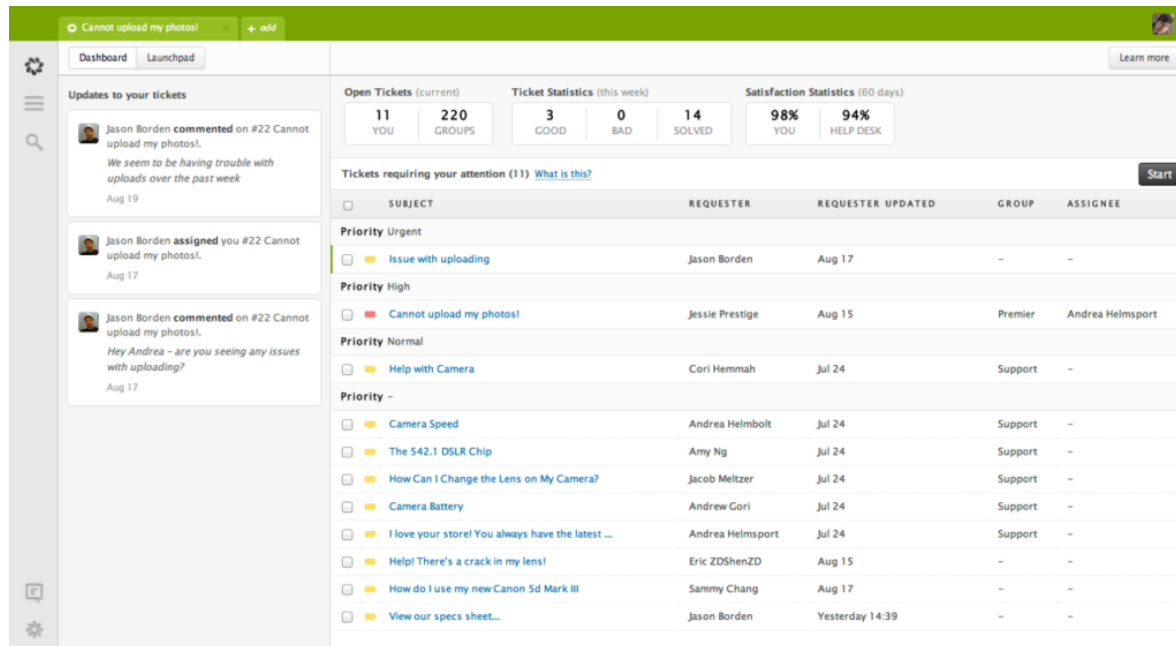 Cannot upload my photos! × + add
Dashboard Launchpad
Learn more
Updates to your tickets
Jason Borden commented on #22 Cannot
upload my photos!.
We seem to be having trouble with
uploads over the past week
Aug 19
Jason Borden assigned you #22 Cannot
upload my photos!.
Aug 17
Jason Borden commented on #22 Cannot
upload my photos!.
Hey Andrea – are you seeing any issues
with uploading?
Aug 17
Open Tickets (current) Ticket Statistics (this week) Satisfaction Statistics (60 days)
11 220 3 0 14 98% 94%
YOU GROUPS GOOD BAD SOLVED YOU HELP DESK
Tickets requiring your attention (11) What is this? Start
SUBJECT REQUESTER REQUESTER UPDATED GROUP ASSIGNEE
Priority Urgent
Issue with uploading Jason Borden Aug 17 – –
Priority High
Cannot upload my photos! Jessie Prestige Aug 15 Premier Andrea Helmsport
Priority Normal
Help with Camera Cori Hemmah Jul 24 Support –
Priority –
Camera Speed Andrea Helmbolt Jul 24 Support –
The 542.1 DSLR Chip Amy Ng Jul 24 Support –
How Can I Change the Lens on My Camera? Jacob Meltzer Jul 24 Support –
Camera Battery Andrew Gori Jul 24 Support –
I love your store! You always have the latest ... Andrea Helmsport Jul 24 Support –
Help! There's a crack in my lens! Eric ZDShenZD Aug 15 – –
How do I use my new Canon 5d Mark III Sammy Chang Aug 17 – –
View our specs sheet... Jason Borden Yesterday 14:39 – –